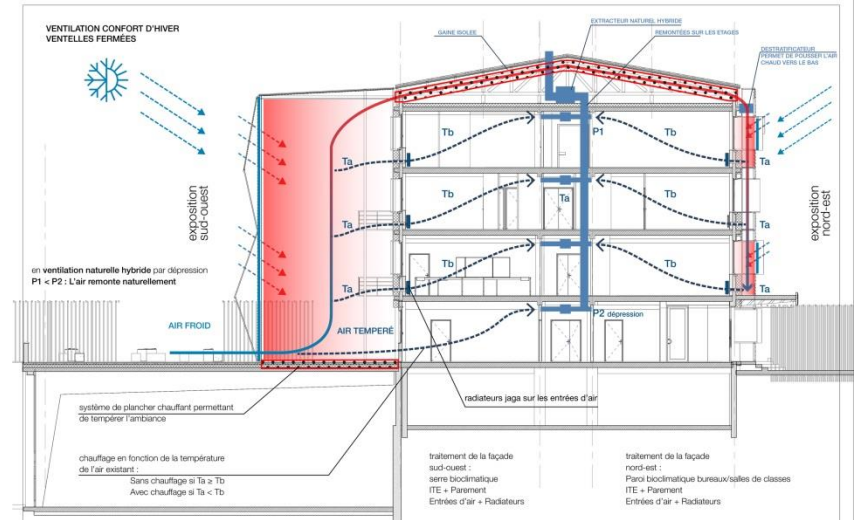 VENTILATION CONFORT D'HIVER
VENTELLES FERMÉES
GAINE ISOLEE
EXTRACTEUR NATUREL HYBRIDE
REMONTÉES SUR LES ETAGES
DESTRATIFICATEUR
PERMET DE POUSSER L'AIR
CHAUD VERS LE BAS
exposition
sud-ouest
exposition
nord-est
Tb
P1
Tb
Ta
Ta
Tb
Ta
Tb
Ta
Ta
Tb
Tb
Ta
Ta
en ventilation naturelle hybride par dépression
P1 < P2 : L'air remonte naturellement
AIR FROID
AIR TEMPERÉ
P2 dépression
système de plancher chauffant permettant
de tempérer l'ambiance
radiateurs jaga sur les entrées d'air
chauffage en fonction de la température
de l'air existant :
Sans chauffage si Ta ≥ Tb
Avec chauffage si Ta < Tb
traitement de la façade
sud-ouest :
serre bioclimatique
ITE + Parement
Entrées d'air + Radiateurs
traitement de la façade
nord-est :
Paroi bioclimatique bureaux/salles de classes
ITE + Parement
Entrées d'air + Radiateurs